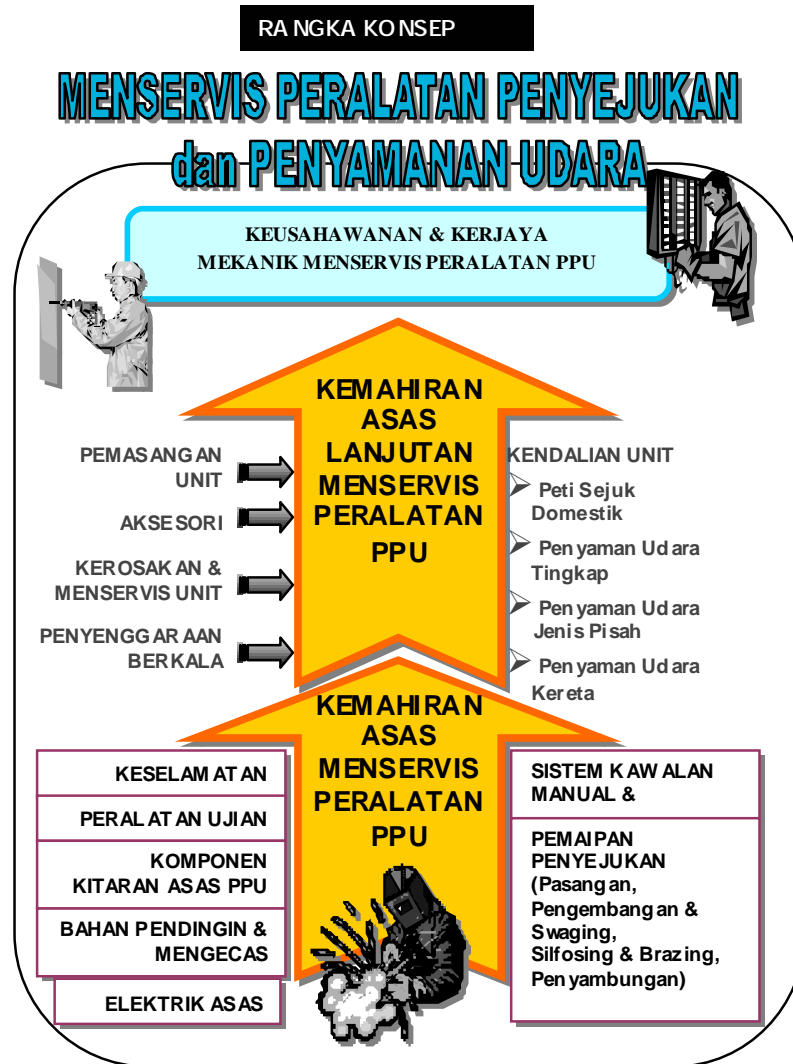 RANGKA KONSEP
MENSERVIS PERALATAN PENYEJUKAN
dan PENYAMANAN UDARA
KEUSAHAWANAN & KERJAYA
MEKANIK MENSERVIS PERALATAN PPU
KEMAHIRAN
ASAS
LANJUTAN
MENSERVIS
PERALATAN
PPU
PEMASANGAN
UNIT
AKSESORI
KEROSAKAN &
MENSERVIS UNIT
PENYENGGARAAN
BERKALA
KENDALIAN UNIT
Peti Sejuk
Domestik
Penyaman Udara
Tingkap
Penyaman Udara
Jenis Pisah
Penyaman Udara
Kereta
KEMAHIRAN
ASAS
MENSERVIS
PERALATAN
PPU
KESELAMATAN
PERALATAN UJIAN
KOMPONEN
KITARAN ASAS PPU
BAHAN PENDINGIN &
MENGECAS
ELEKTRIK ASAS
SISTEM KAWALAN
MANUAL &
PEMAIPAN
PENYEJUKAN
(Pasangan,
Pengembangan &
Swaging,
Silfosing & Brazing,
Penyambungan)